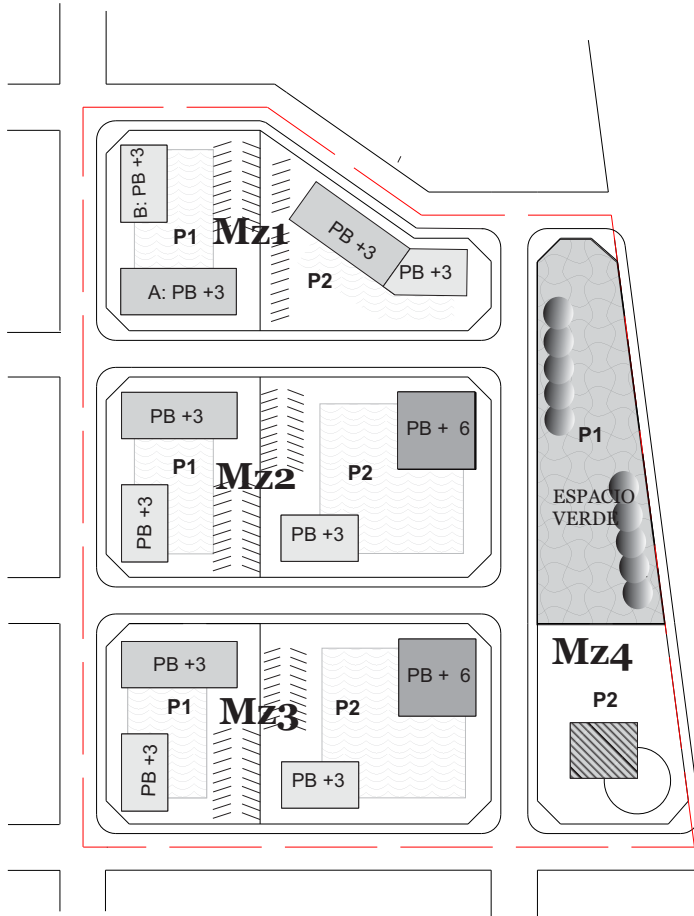 B: PB +3
P1
Mz1
A: PB +3
PB +3
PB +3
P2
PB +3
P1
PB +3
Mz2
P2
PB + 6
PB +3
P1
ESPACIO
VERDE
PB +3
P1
PB +3
Mz3
P2
PB + 6
PB +3
Mz4
P2